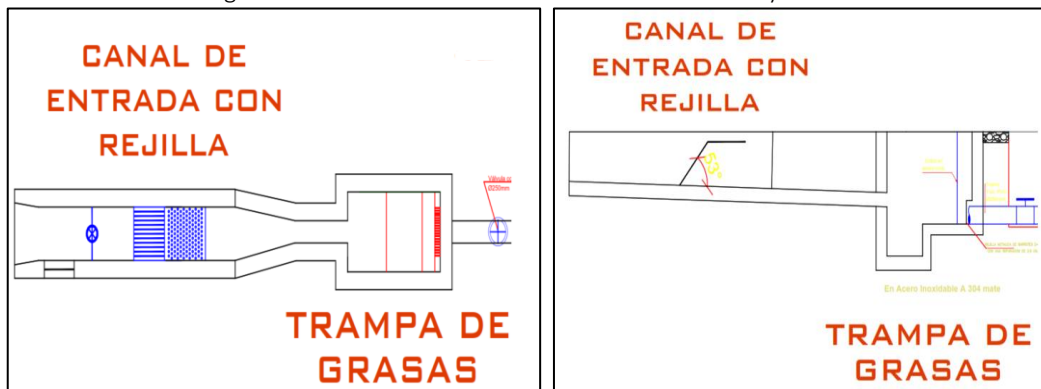 CANAL DE
ENTRADA CON
REJILLA
Ø250mm
TRAMPA DE
GRASAS
CANAL DE
ENTRADA CON
REJILLA
53°
En Acero Inoxidable A 304 mate
TRAMPA DE
GRASAS